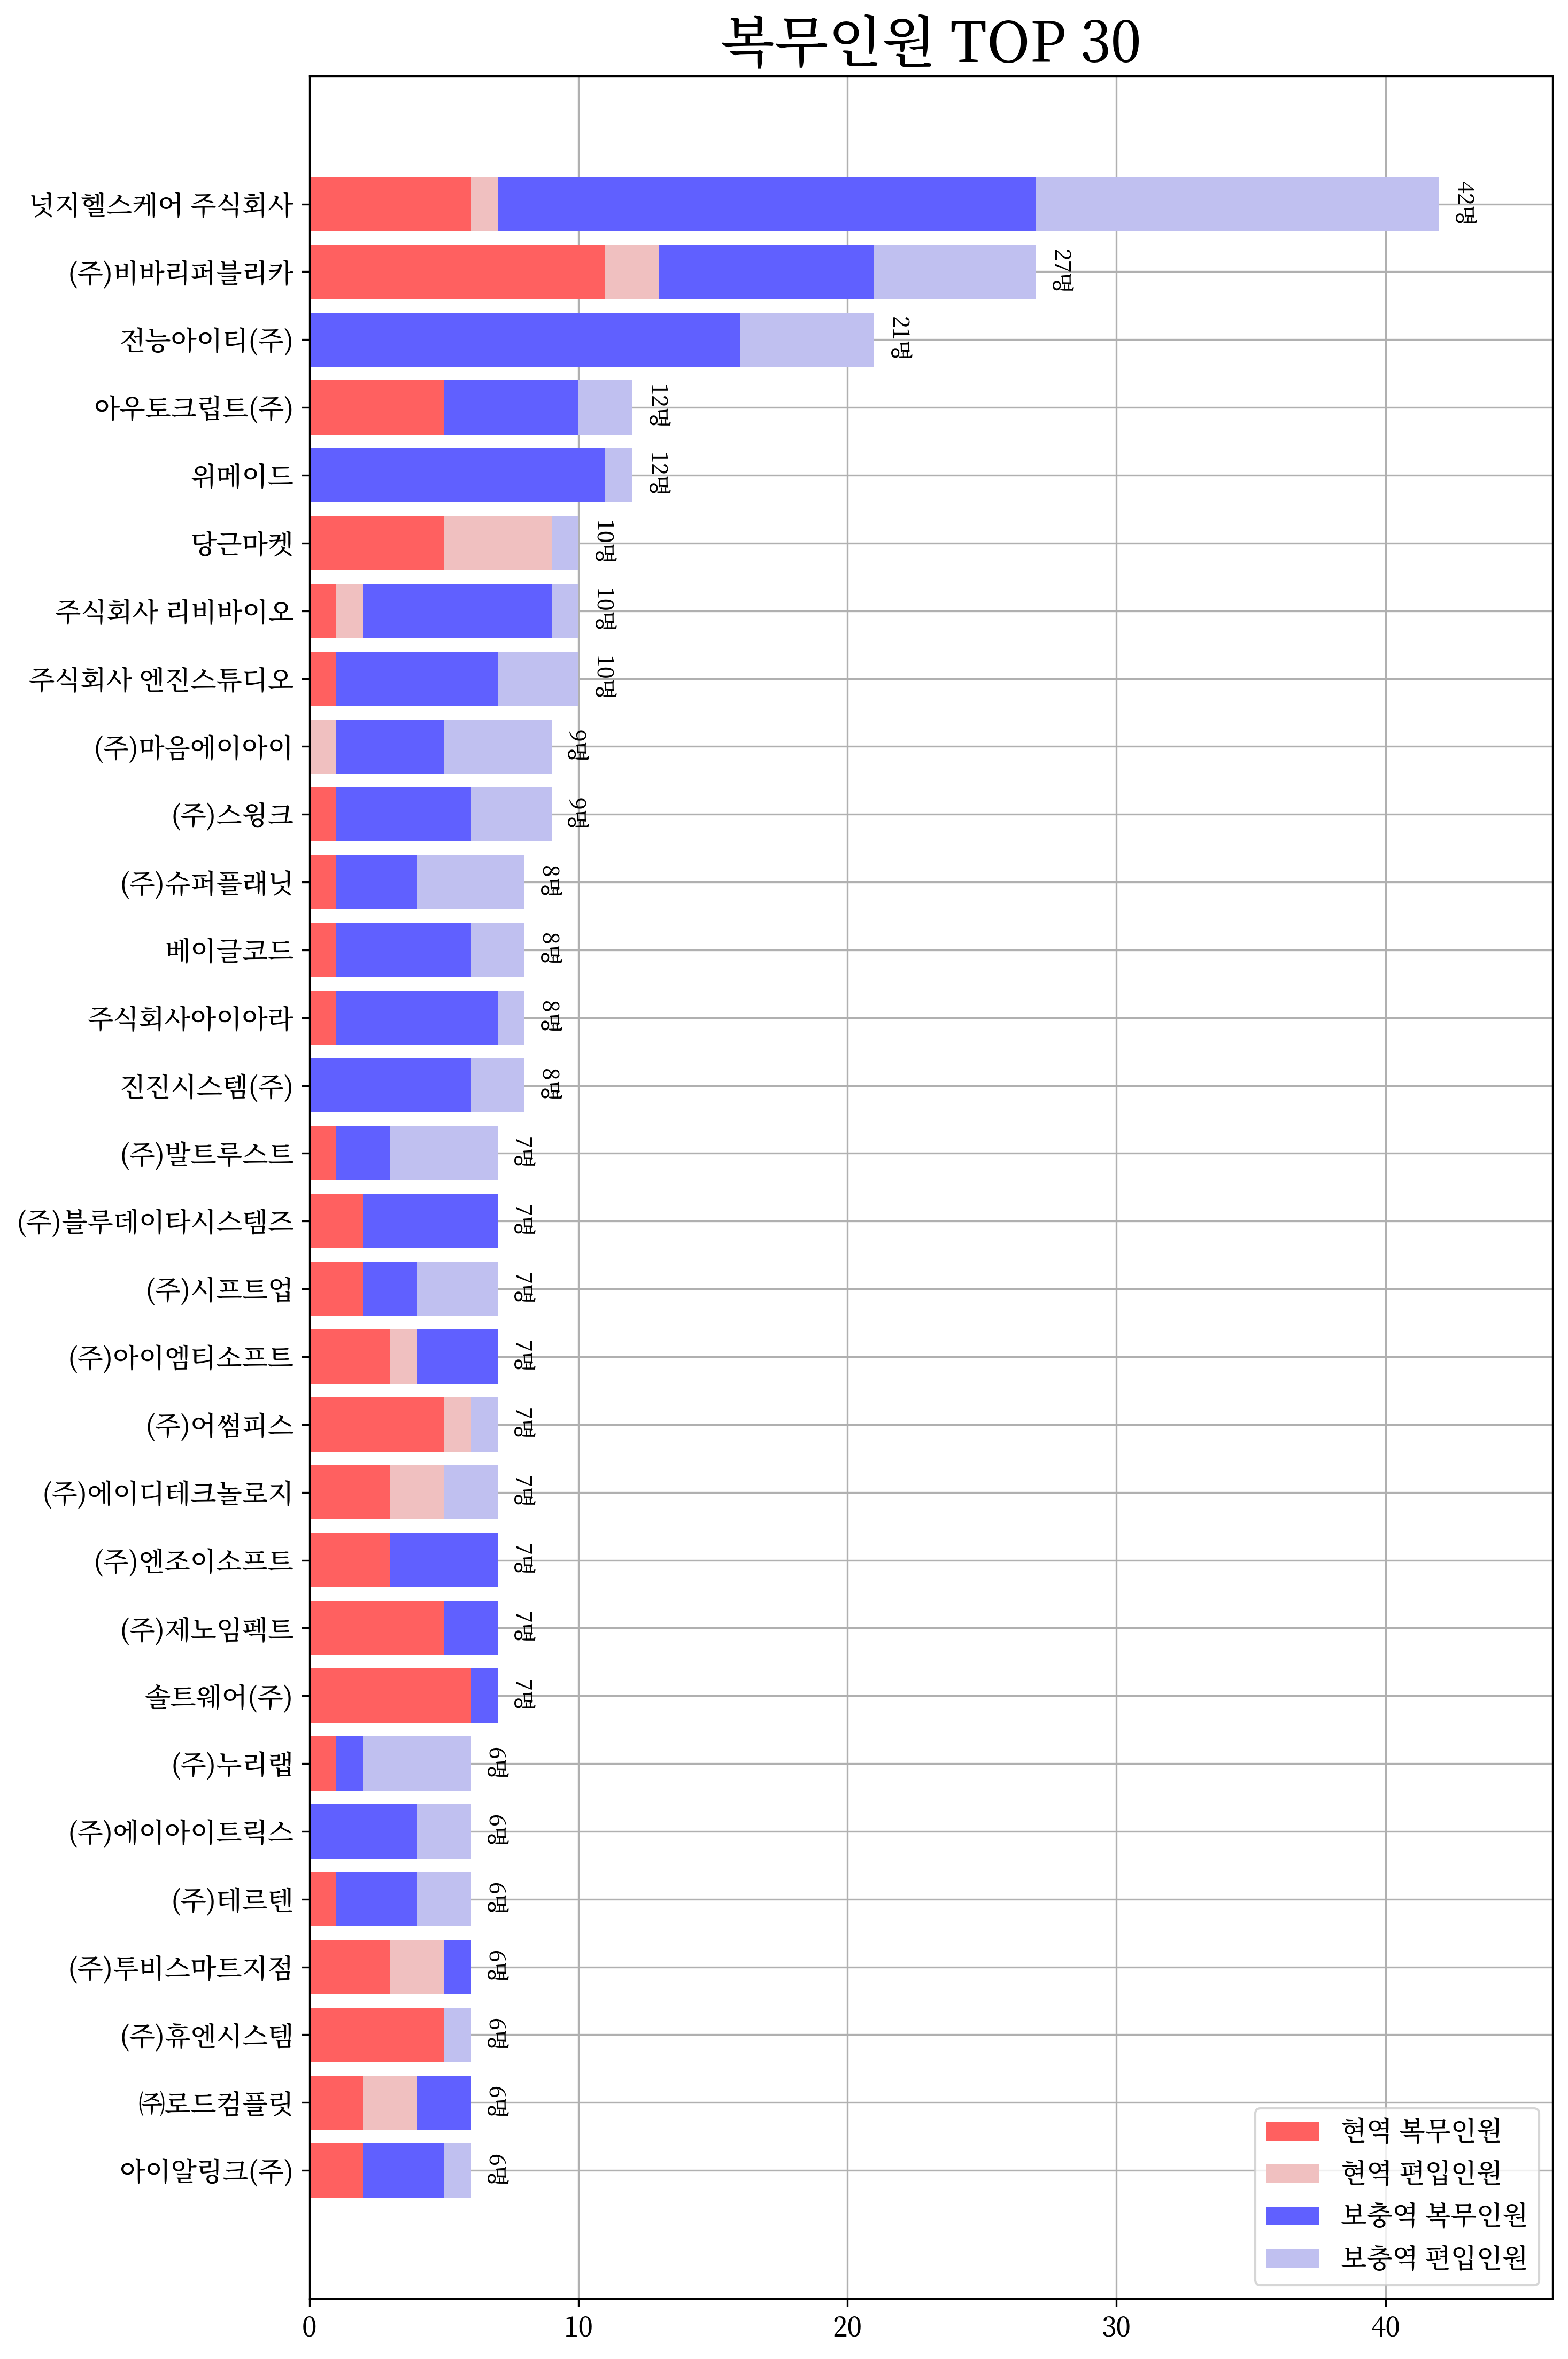 복무인원 TOP 30
넛지헬스케어 주식회사 42명
(주)비바리퍼블리카 27명
전능아이티(주) 21명
아우토크립트(주) 12명
위메이드 12명
당근마켓 10명
주식회사 리비바이오 10명
주식회사 엔진스튜디오 10명
(주)마음에이아이 9명
(주)스윙크 9명
(주)슈퍼플래닛 8명
베이글코드 8명
주식회사아이아라 8명
진진시스템(주) 8명
(주)발트루스트 7명
(주)블루데이타시스템즈 7명
(주)시프트업 7명
(주)아이엠티소프트 7명
(주)어썸피스 7명
(주)에이디테크놀로지 7명
(주)엔조이소프트 7명
(주)제노임펙트 7명
솔트웨어(주) 7명
(주)누리랩 6명
(주)에이아이트릭스 6명
(주)테르텐 6명
(주)투비스마트지점 6명
(주)휴엔시스템 6명
㈜로드컴플릿 6명
아이알링크(주) 6명
현역 복무인원
현역 편입인원
보충역 복무인원
보충역 편입인원
0 10 20 30 40